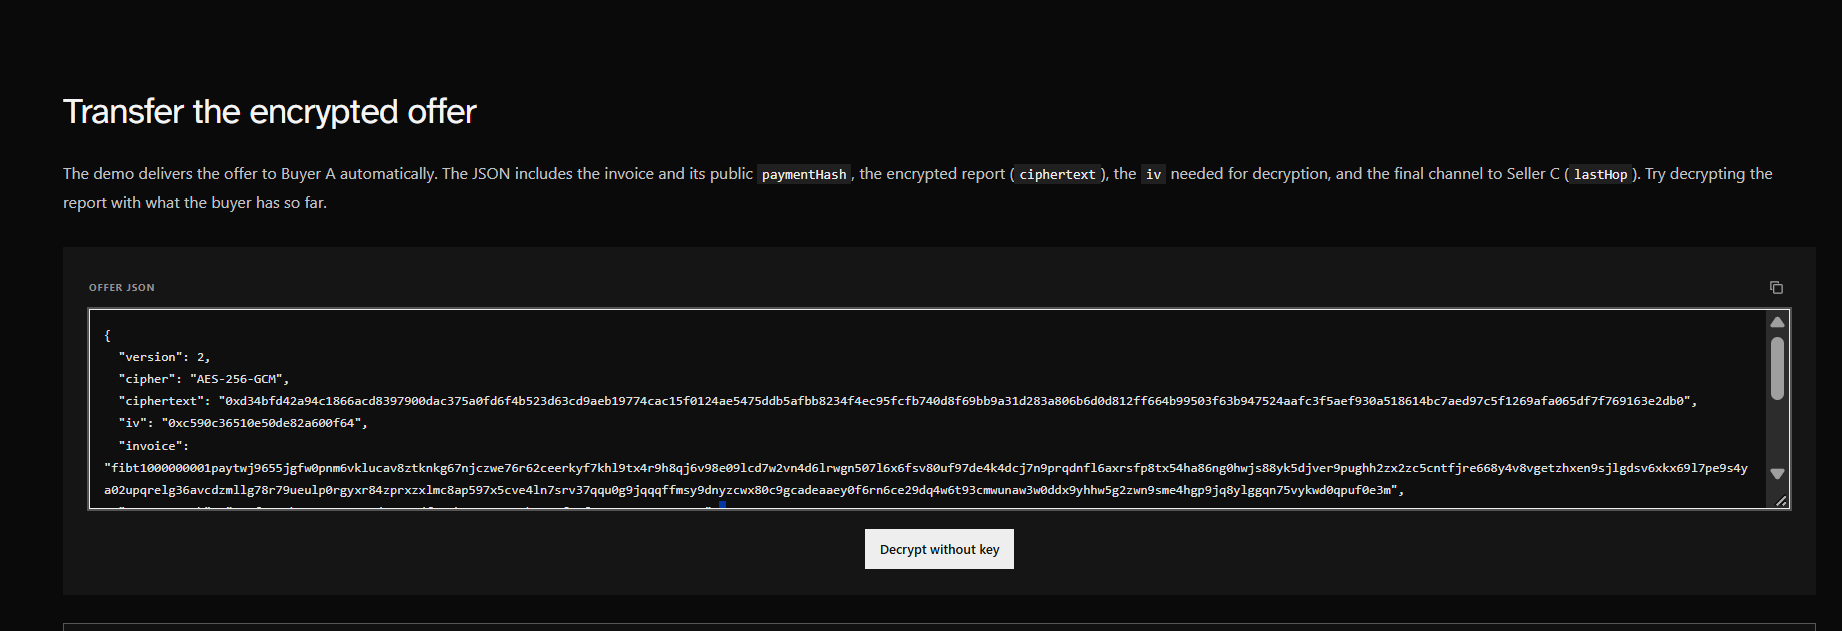 Transfer the encrypted offer
The demo delivers the offer to Buyer A automatically. The JSON includes the invoice and its public paymentHash, the encrypted report (ciphertext), the iv needed for decryption, and the final channel to Seller C (lastHop). Try decrypting the
report with what the buyer has so far.
OFFER JSON
{
"version": 2,
"cipher": "AES-256-GCM",
"ciphertext": "0xd34bfd42a94c1866acd8397900dac375a0fd6f4b523d63cd9aeb19774cac15f0124ae5475ddb5afbb8234f4ec95fcfb740d8f69bb9a31d283a806b6d0d812ff664b99503f63b947524aafc3f5aef930a518614bc7aed97c5f1269afa065df7f769163e2db0",
"iv": "0xc590c36510e50de82a600f64",
"invoice":
"fibt1000000001paytwj9655jgfw0pnm6vklucav8ztknkg67njczwe76r62ceerkyf7khl9tx4r9h8qj6v98e09lcd7w2vn4d6lrwgn507l6x6fsv80uf97de4k4dcj7n9prqdnfl6axrsfp8tx54ha86ng0hwjs88yk5djver9pughh2zx2zc5cntfjre668y4v8vgetzhxen9sjlgdsv6xkx69l7pe9s4y
a02upqrelg36avcdzmllg78r79ueulp0rgyxr84zprxzxlmc8ap597x5cve4ln7srv37qqu0g9jqqqffmsy9dnyzcwx80c9gcadeaaey0f6rn6ce29dq4w6t93cmwunaw3w0ddx9yhhw5g2zwn9sme4hgp9jq8ylggqn75vykwd0qpuf0e3m",
Decrypt without key